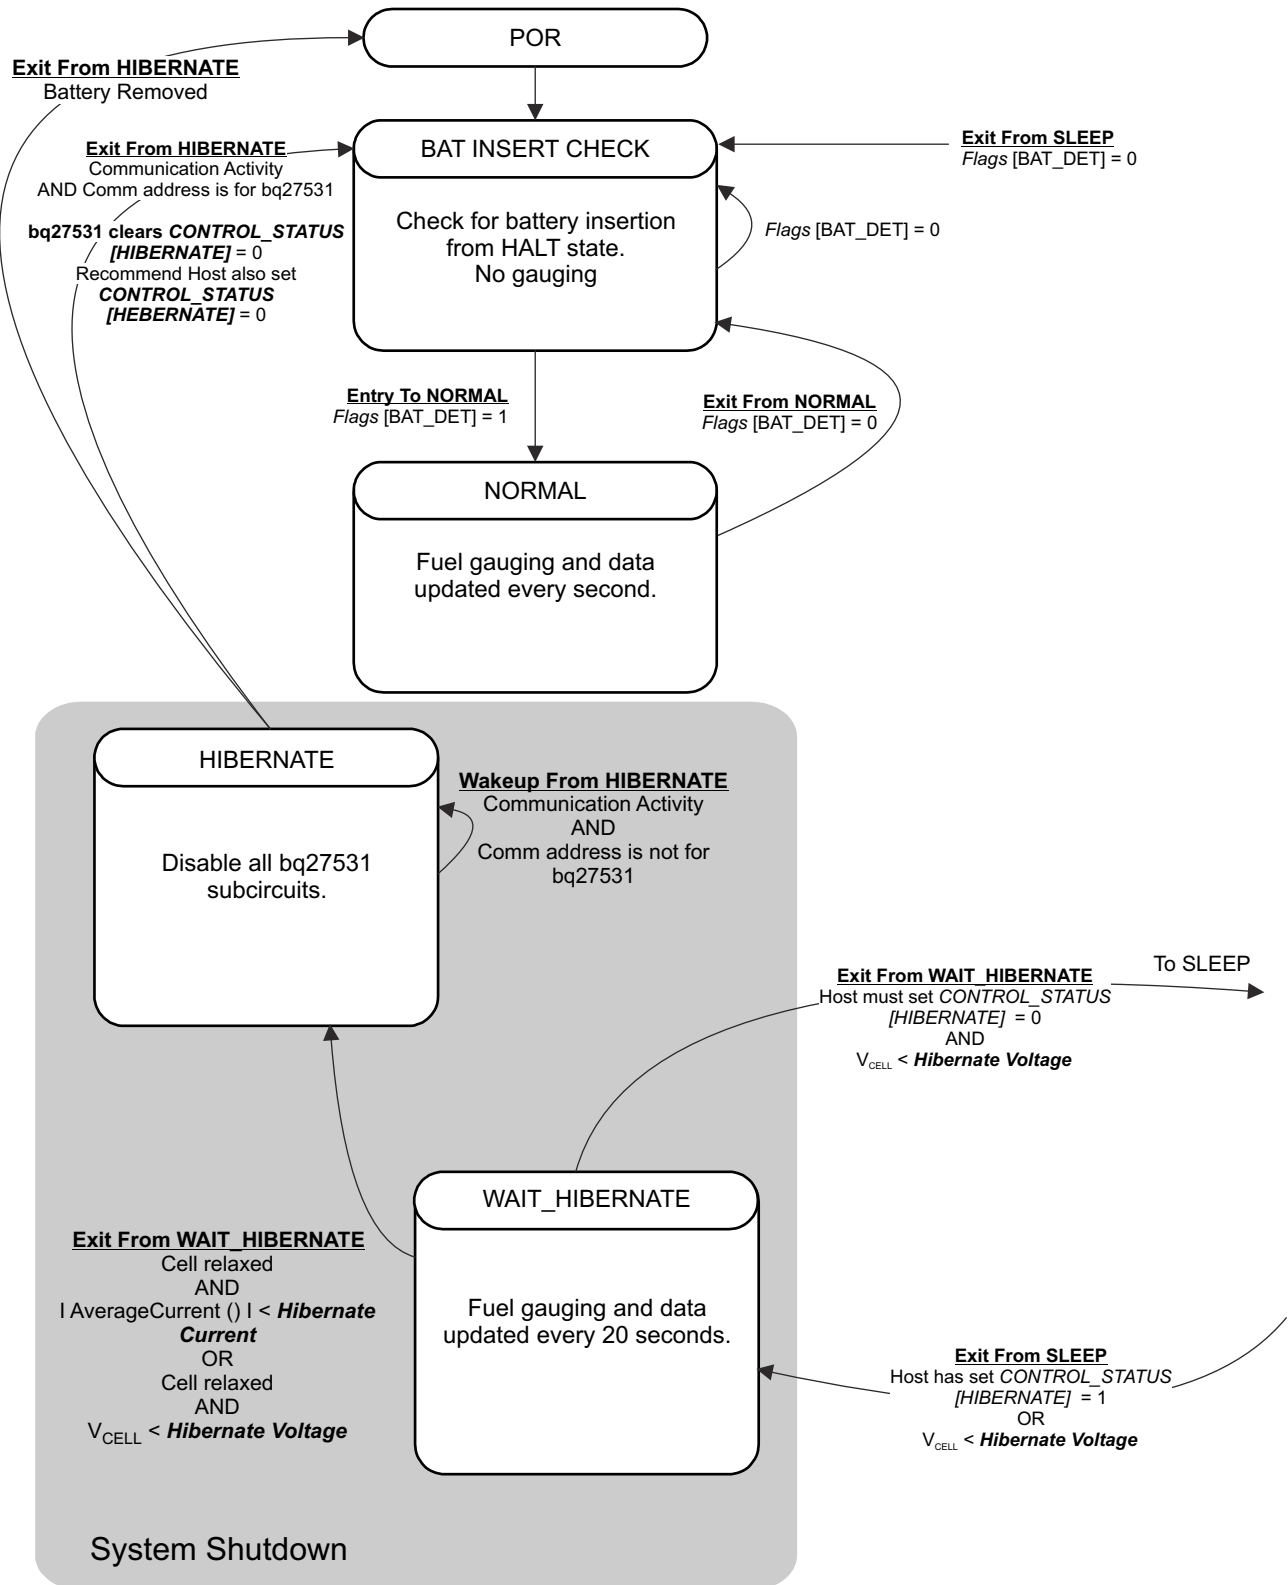 POR
Exit From HIBERNATE
Battery Removed
Exit From HIBERNATE
Communication Activity
AND Comm address is for bq27531
bq27531 clears CONTROL_STATUS
[HIBERNATE] = 0
Recommend Host also set
CONTROL_STATUS
[HEBERNATE] = 0
BAT INSERT CHECK
Check for battery insertion
from HALT state.
No gauging
Exit From SLEEP
Flags [BAT_DET] = 0
Flags [BAT_DET] = 0
Entry To NORMAL
Flags [BAT_DET] = 1
Exit From NORMAL
Flags [BAT_DET] = 0
NORMAL
Fuel gauging and data
updated every second.
HIBERNATE
Disable all bq27531
subcircuits.
Wakeup From HIBERNATE
Communication Activity
AND
Comm address is not for
bq27531
Exit From WAIT_HIBERNATE
Host must set CONTROL_STATUS
[HIBERNATE] = 0
AND
VCELL < Hibernate Voltage
To SLEEP
WAIT_HIBERNATE
Fuel gauging and data
updated every 20 seconds.
Exit From WAIT_HIBERNATE
Cell relaxed
AND
I AverageCurrent () I < Hibernate
Current
OR
Cell relaxed
AND
VCELL < Hibernate Voltage
Exit From SLEEP
Host has set CONTROL_STATUS
[HIBERNATE] = 1
OR
VCELL < Hibernate Voltage
System Shutdown